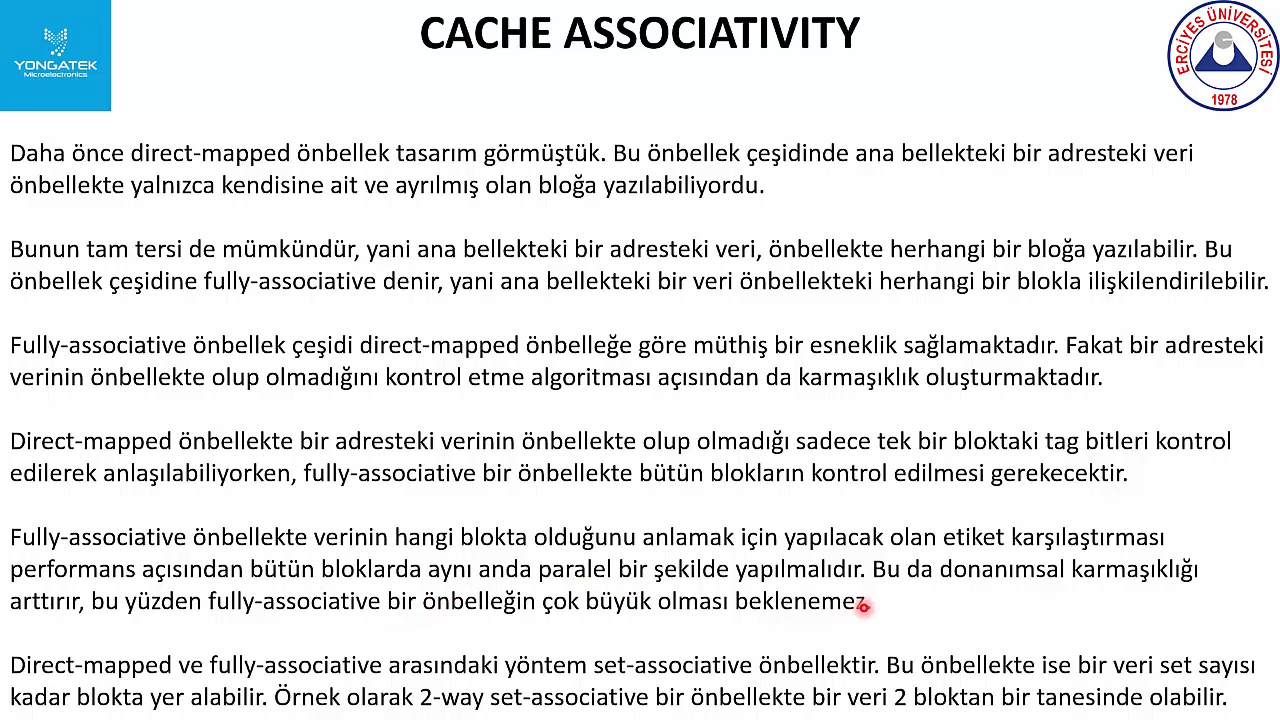 CACHE ASSOCIATIVITY
YONGATEK
Microelectronics
ERCİYES ÜNİVERSİTESİ
1978
Daha önce direct-mapped önbellek tasarım görmüştük. Bu önbellek çeşidinde ana bellekteki bir adresteki veri
önbellekte yalnızca kendisine ait ve ayrılmış olan bloğa yazılabiliyordu.
Bunun tam tersi de mümkündür, yani ana bellekteki bir adresteki veri, önbellekte herhangi bir bloğa yazılabilir. Bu
önbellek çeşidine fully-associative denir, yani ana bellekteki bir veri önbellekteki herhangi bir blokla ilişkilendirilebilir.
Fully-associative önbellek çeşidi direct-mapped önbelleğe göre müthiş bir esneklik sağlamaktadır. Fakat bir adresteki
verinin önbellekte olup olmadığını kontrol etme algoritması açısından da karmaşıklık oluşturmaktadır.
Direct-mapped önbellekte bir adresteki verinin önbellekte olup olmadığı sadece tek bir bloktaki tag bitleri kontrol
edilerek anlaşılabiliyorken, fully-associative bir önbellekte bütün blokların kontrol edilmesi gerekecektir.
Fully-associative önbellekte verinin hangi blokta olduğunu anlamak için yapılacak olan etiket karşılaştırması
performans açısından bütün bloklarda aynı anda paralel bir şekilde yapılmalıdır. Bu da donanımsal karmaşıklığı
arttırır, bu yüzden fully-associative bir önbelleğin çok büyük olması beklenemez.
Direct-mapped ve fully-associative arasındaki yöntem set-associative önbellektir. Bu önbellekte ise bir veri set sayısı
kadar blokta yer alabilir. Örnek olarak 2-way set-associative bir önbellekte bir veri 2 bloktan bir tanesinde olabilir.